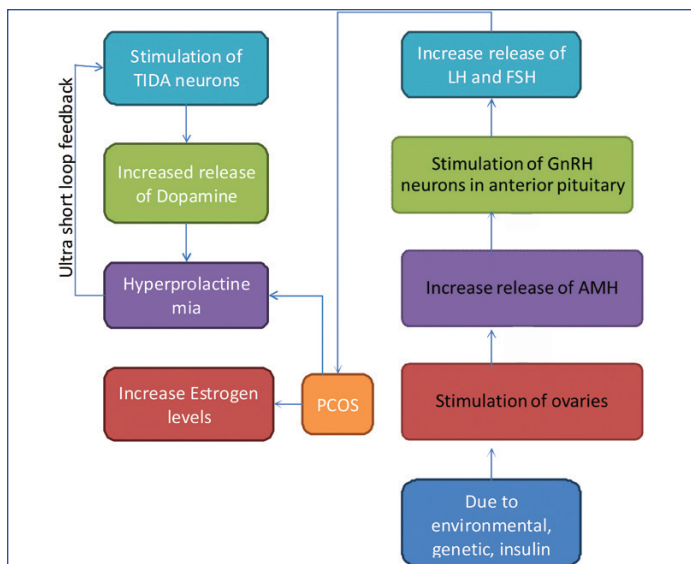 Stimulation of
TIDA neurons
Increased release
of Dopamine
Hyperprolactine
mia
Increase Estrogen
levels
Ultra short loop feedback
PCOS
Increase release of
LH and FSH
Stimulation of GnRH
neurons in anterior pituitary
Increase release of AMH
Stimulation of ovaries
Due to
environmental,
genetic, insulin